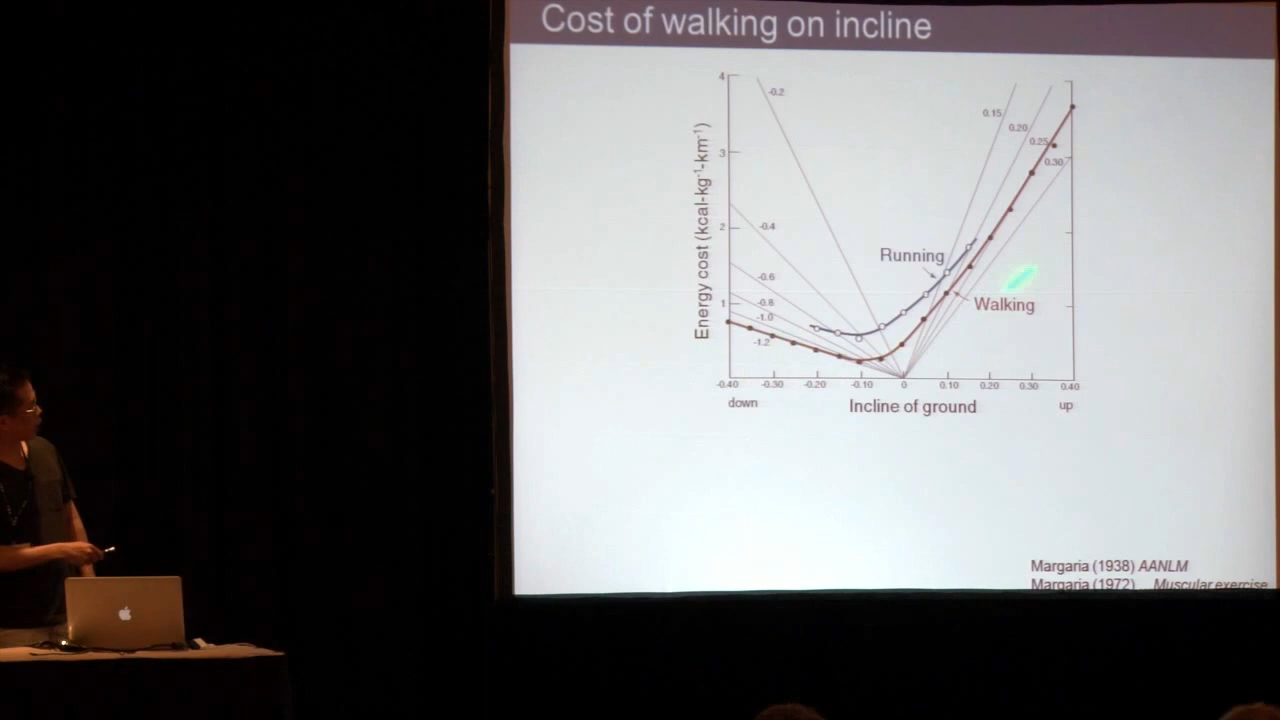 Cost of walking on incline
4
3
2
1
Energy cost (kcal-kg-1-km-1)
-0.2
-0.4
-0.6
-0.8
-1.0
-1.2
0.15
0.20
0.25
0.30
Running
Walking
-0.40 -0.30 -0.20 -0.10 0 0.10 0.20 0.30 0.40
down Incline of ground up
Margaria (1938) AANLM
Margaria (1972) Muscular exercise